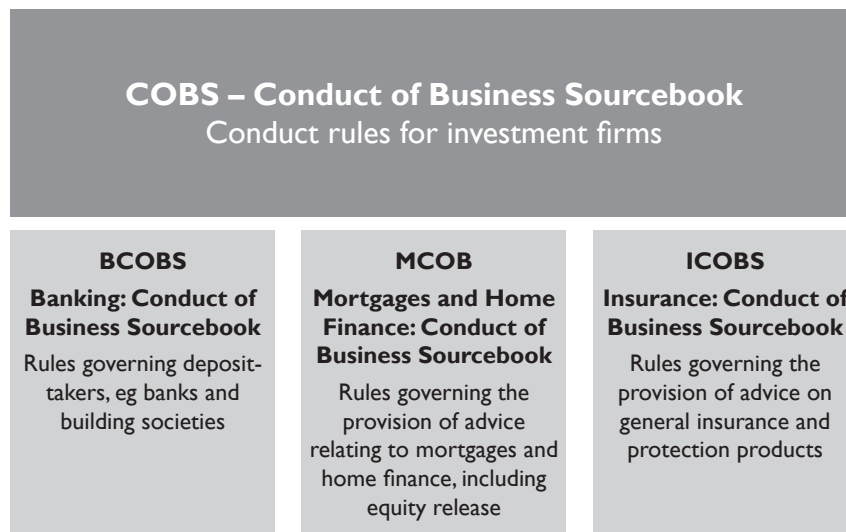 COBS – Conduct of Business Sourcebook
Conduct rules for investment firms
BCOBS
Banking: Conduct of
Business Sourcebook
Rules governing deposit-
takers, eg banks and
building societies
MCOB
Mortgages and Home
Finance: Conduct of
Business Sourcebook
Rules governing the
provision of advice
relating to mortgages and
home finance, including
equity release
ICOBS
Insurance: Conduct of
Business Sourcebook
Rules governing the
provision of advice on
general insurance and
protection products